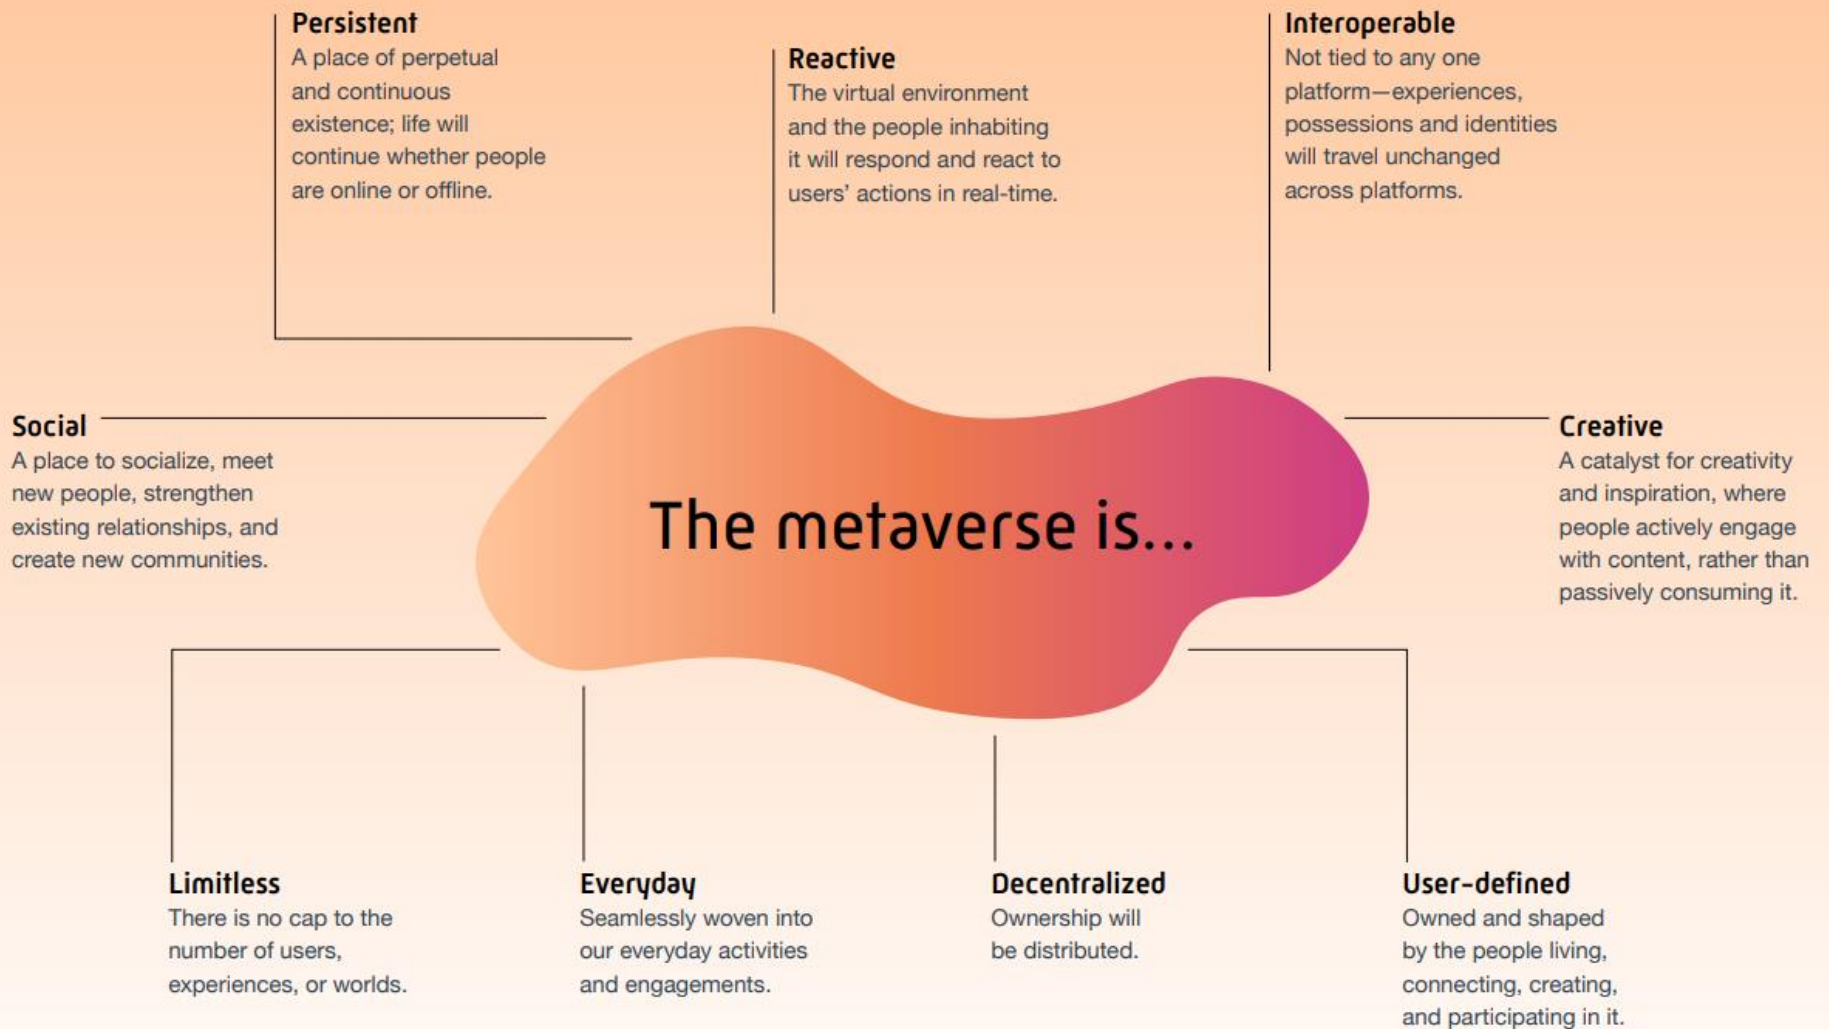 Persistent
A place of perpetual
and continuous
existence; life will
continue whether people
are online or offline.
Reactive
The virtual environment
and the people inhabiting
it will respond and react to
users’ actions in real-time.
Interoperable
Not tied to any one
platform—experiences,
possessions and identities
will travel unchanged
across platforms.
Social
A place to socialize, meet
new people, strengthen
existing relationships, and
create new communities.
The metaverse is...
Creative
A catalyst for creativity
and inspiration, where
people actively engage
with content, rather than
passively consuming it.
Limitless
There is no cap to the
number of users,
experiences, or worlds.
Everyday
Seamlessly woven into
our everyday activities
and engagements.
Decentralized
Ownership will
be distributed.
User-defined
Owned and shaped
by the people living,
connecting, creating,
and participating in it.